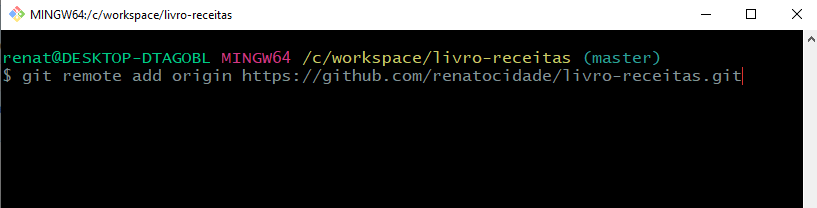 MINGW64:/c/workspace/livro-receitas
renat@DESKTOP-DTAGOBL MINGW64 /c/workspace/livro-receitas (master)
$ git remote add origin https://github.com/renatocidade/livro-receitas.git